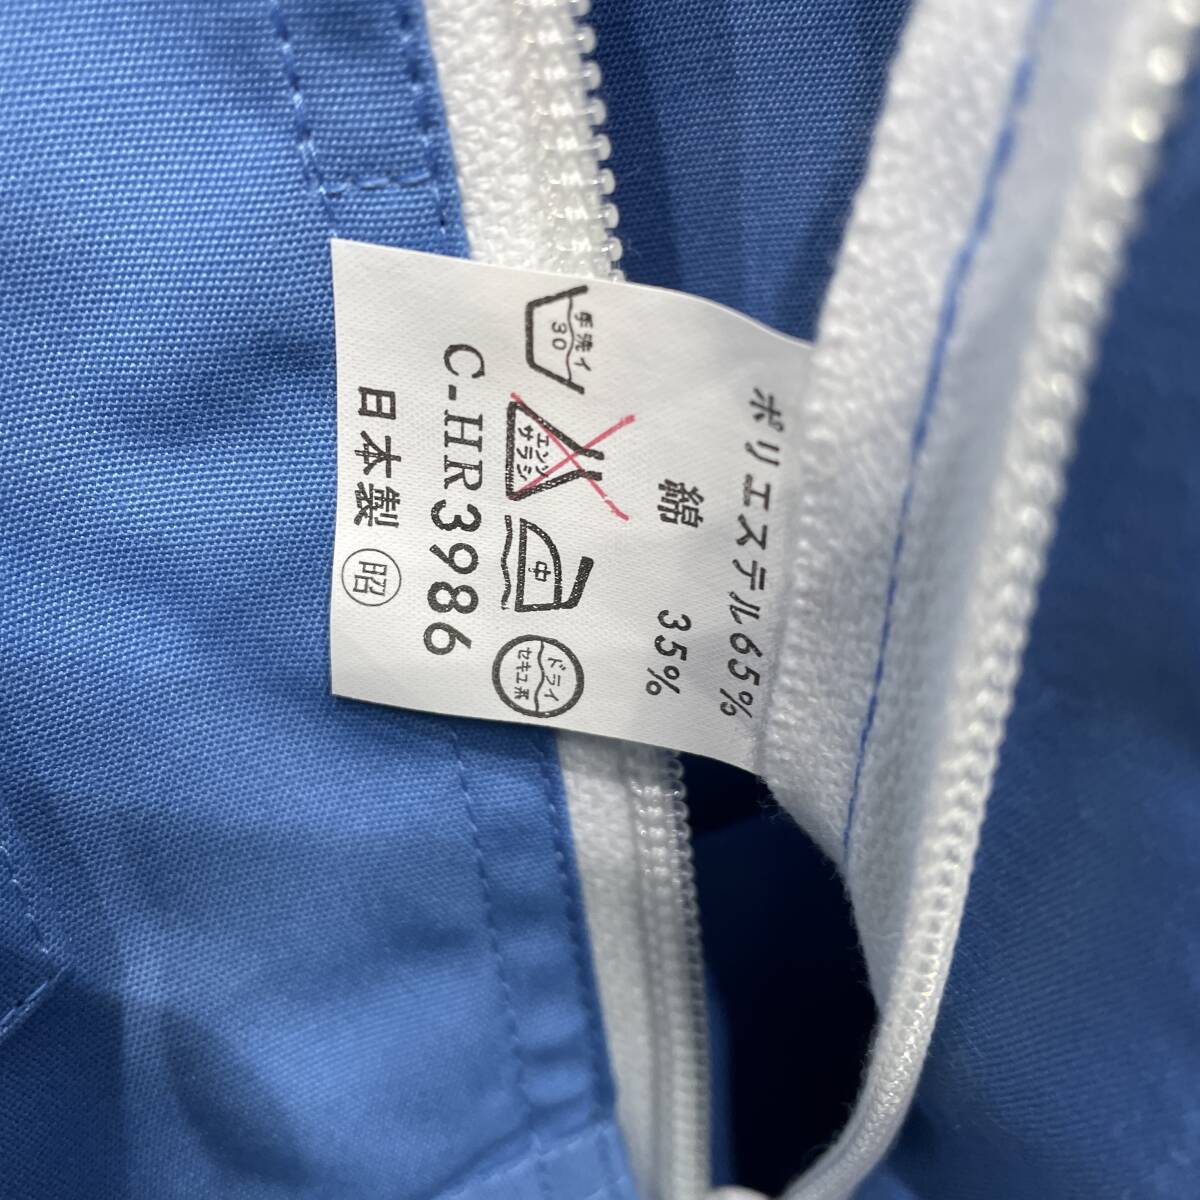 ポリエステル65%
綿 35%
手洗イ 30
エンソサラシ
中
ドライ セキユ系
C-HR3986
日本製 昭